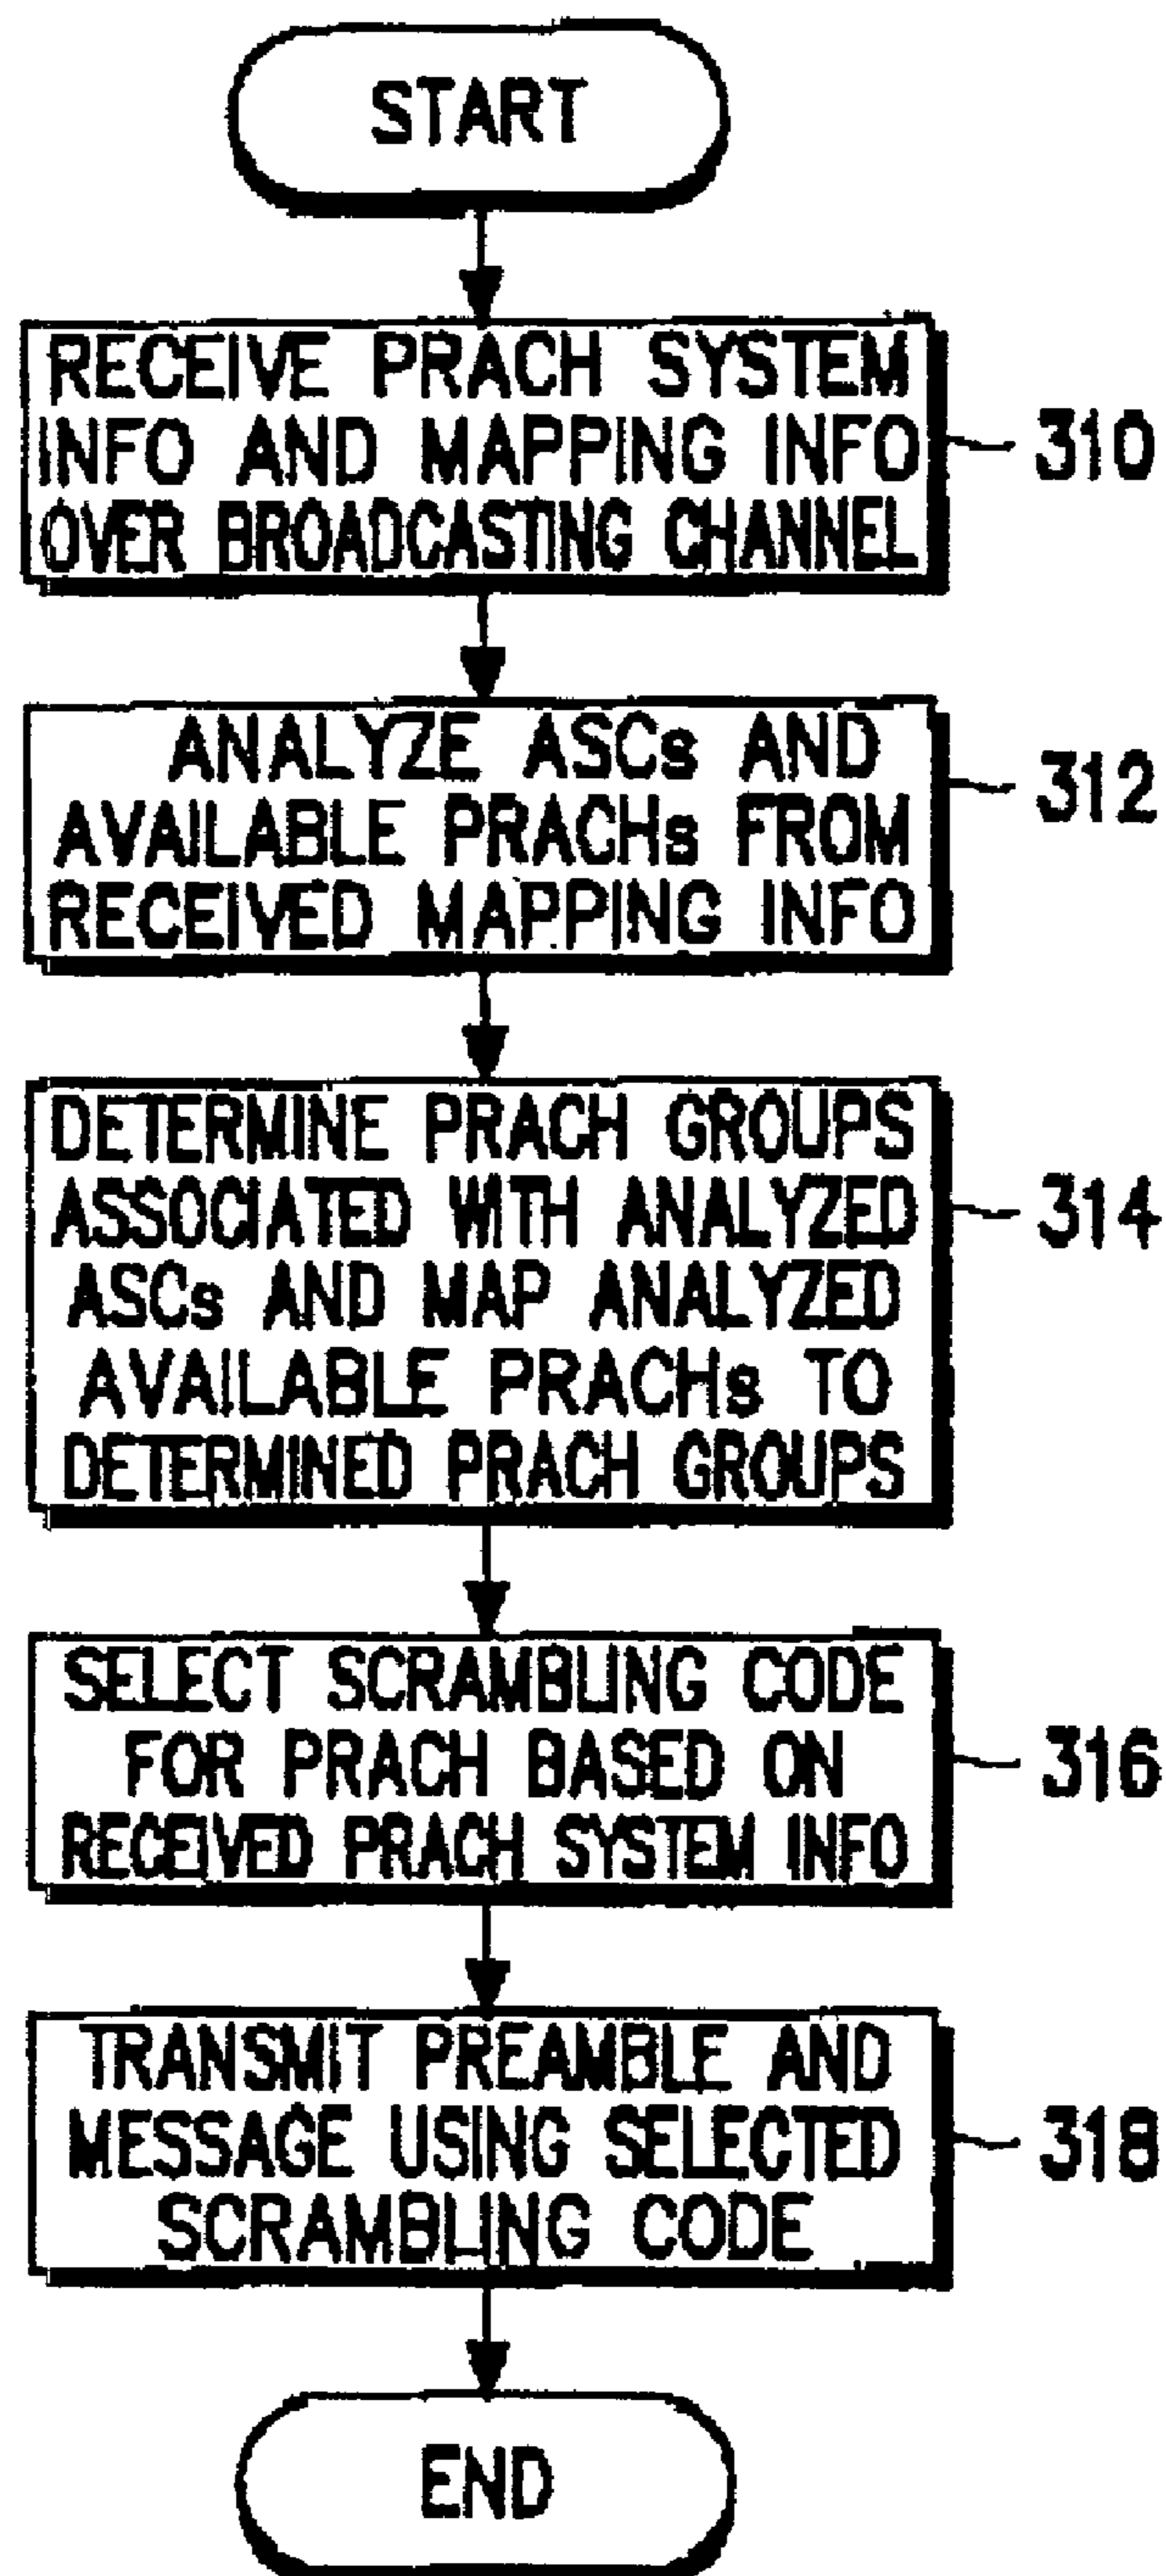 START
RECEIVE PRACH SYSTEM
INFO AND MAPPING INFO
OVER BROADCASTING CHANNEL
310
ANALYZE ASCs AND
AVAILABLE PRACHs FROM
RECEIVED MAPPING INFO
312
DETERMINE PRACH GROUPS
ASSOCIATED WITH ANALYZED
ASCs AND MAP ANALYZED
AVAILABLE PRACHs TO
DETERMINED PRACH GROUPS
314
SELECT SCRAMBLING CODE
FOR PRACH BASED ON
RECEIVED PRACH SYSTEM INFO
316
TRANSMIT PREAMBLE AND
MESSAGE USING SELECTED
SCRAMBLING CODE
318
END